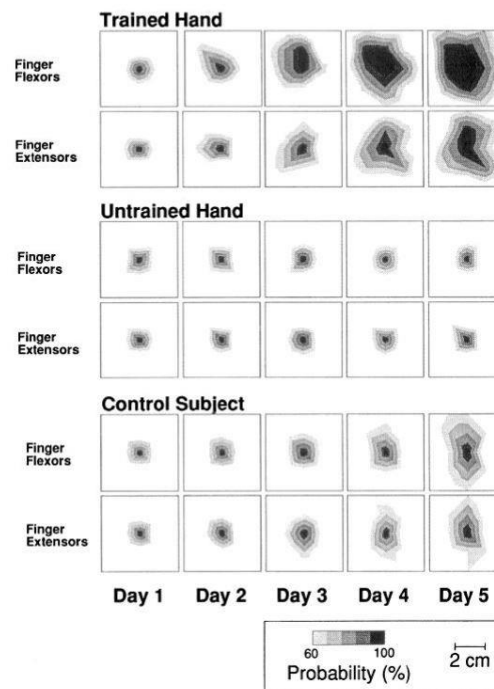 Trained Hand
Finger
Flexors
Finger
Extensors
Untrained Hand
Finger
Flexors
Finger
Extensors
Control Subject
Finger
Flexors
Finger
Extensors
Day 1 Day 2 Day 3 Day 4 Day 5
60 100
Probability (%)
2 cm